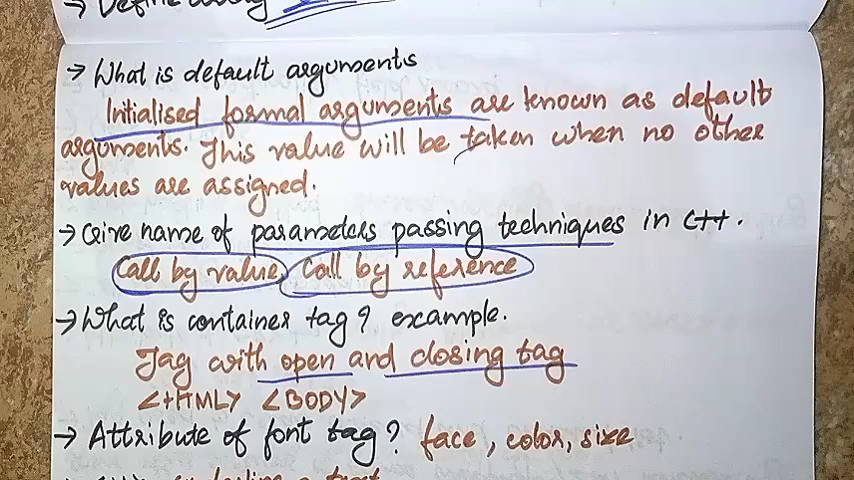 → Define
→ What is default arguments
Initialised formal arguments are known as default
arguments. This value will be taken when no other
values are assigned.
→ Give name of parameters passing techniques in C++.
Call by value, Call by reference
→ What is container tag? example.
Tag with open and closing tag
<HTML> <BODY>
→ Attribute of font tag? face, color, size